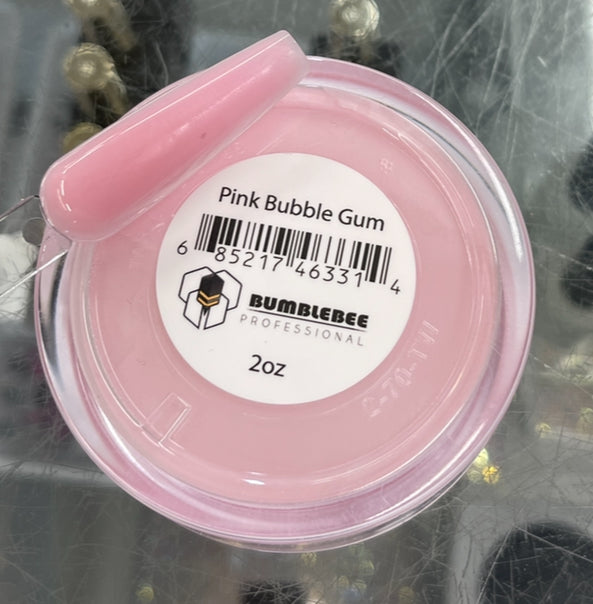 Pink Bubble Gum
6 85217 46331 4
BUMBLEBEE
PROFESSIONAL
2oz